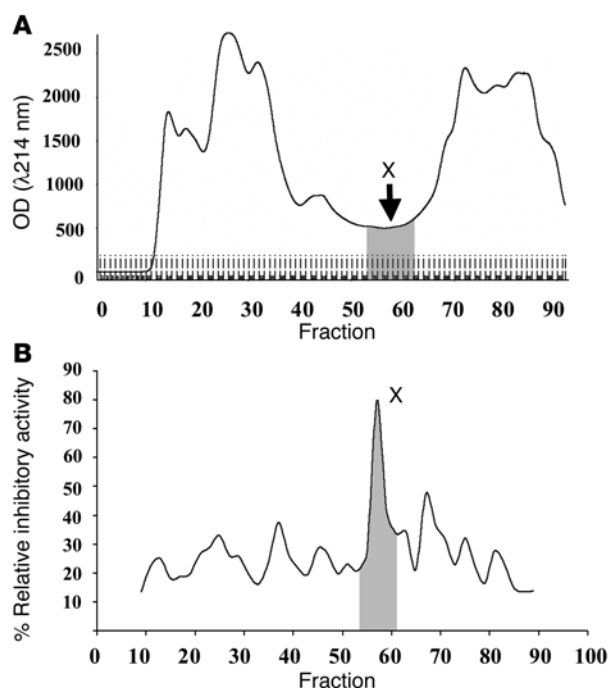 A
OD (λ214 nm)
2500
2000
1500
1000
500
0
X
0 10 20 30 40 50 60 70 80 90
Fraction
B
% Relative inhibitory activity
90
80
70
60
50
40
30
20
10
X
0 10 20 30 40 50 60 70 80 90 100
Fraction